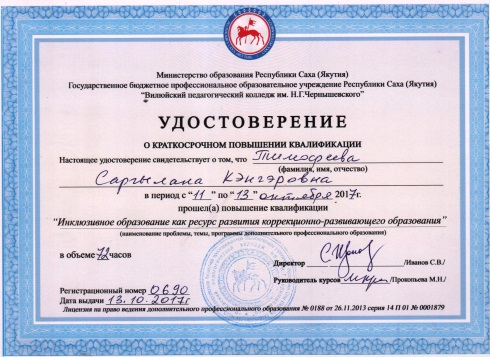 Министерство образования Республики Саха (Якутия)
Государственное бюджетное профессиональное образовательное учреждение Республики Саха (Якутия)
"Вилюйский педагогический колледж им. Н.Г.Чернышевского"
УДОСТОВЕРЕНИЕ
О КРАТКОСРОЧНОМ ПОВЫШЕНИИ КВАЛИФИКАЦИИ
Настоящее удостоверение свидетельствует о том, что Тимофеева
(фамилия, имя, отчество)
Саргылана Кэнгэровна
в период с "11" по "13" октября 2017г.
прошел(а) повышение квалификации
"Инклюзивное образование как ресурс развития коррекционно-развивающего образования"
(наименование проблемы, темы, программы дополнительного профессионального образования)
в объеме 72 часов
Директор /Иванов С.В./
Руководитель курсов /Прокопьева М.Н./
Регистрационный номер 0690
Дата выдачи 13.10.2017г
Лицензия на право ведения дополнительного профессионального образования № 0188 от 26.11.2013 серия 14 П 01 № 0001879